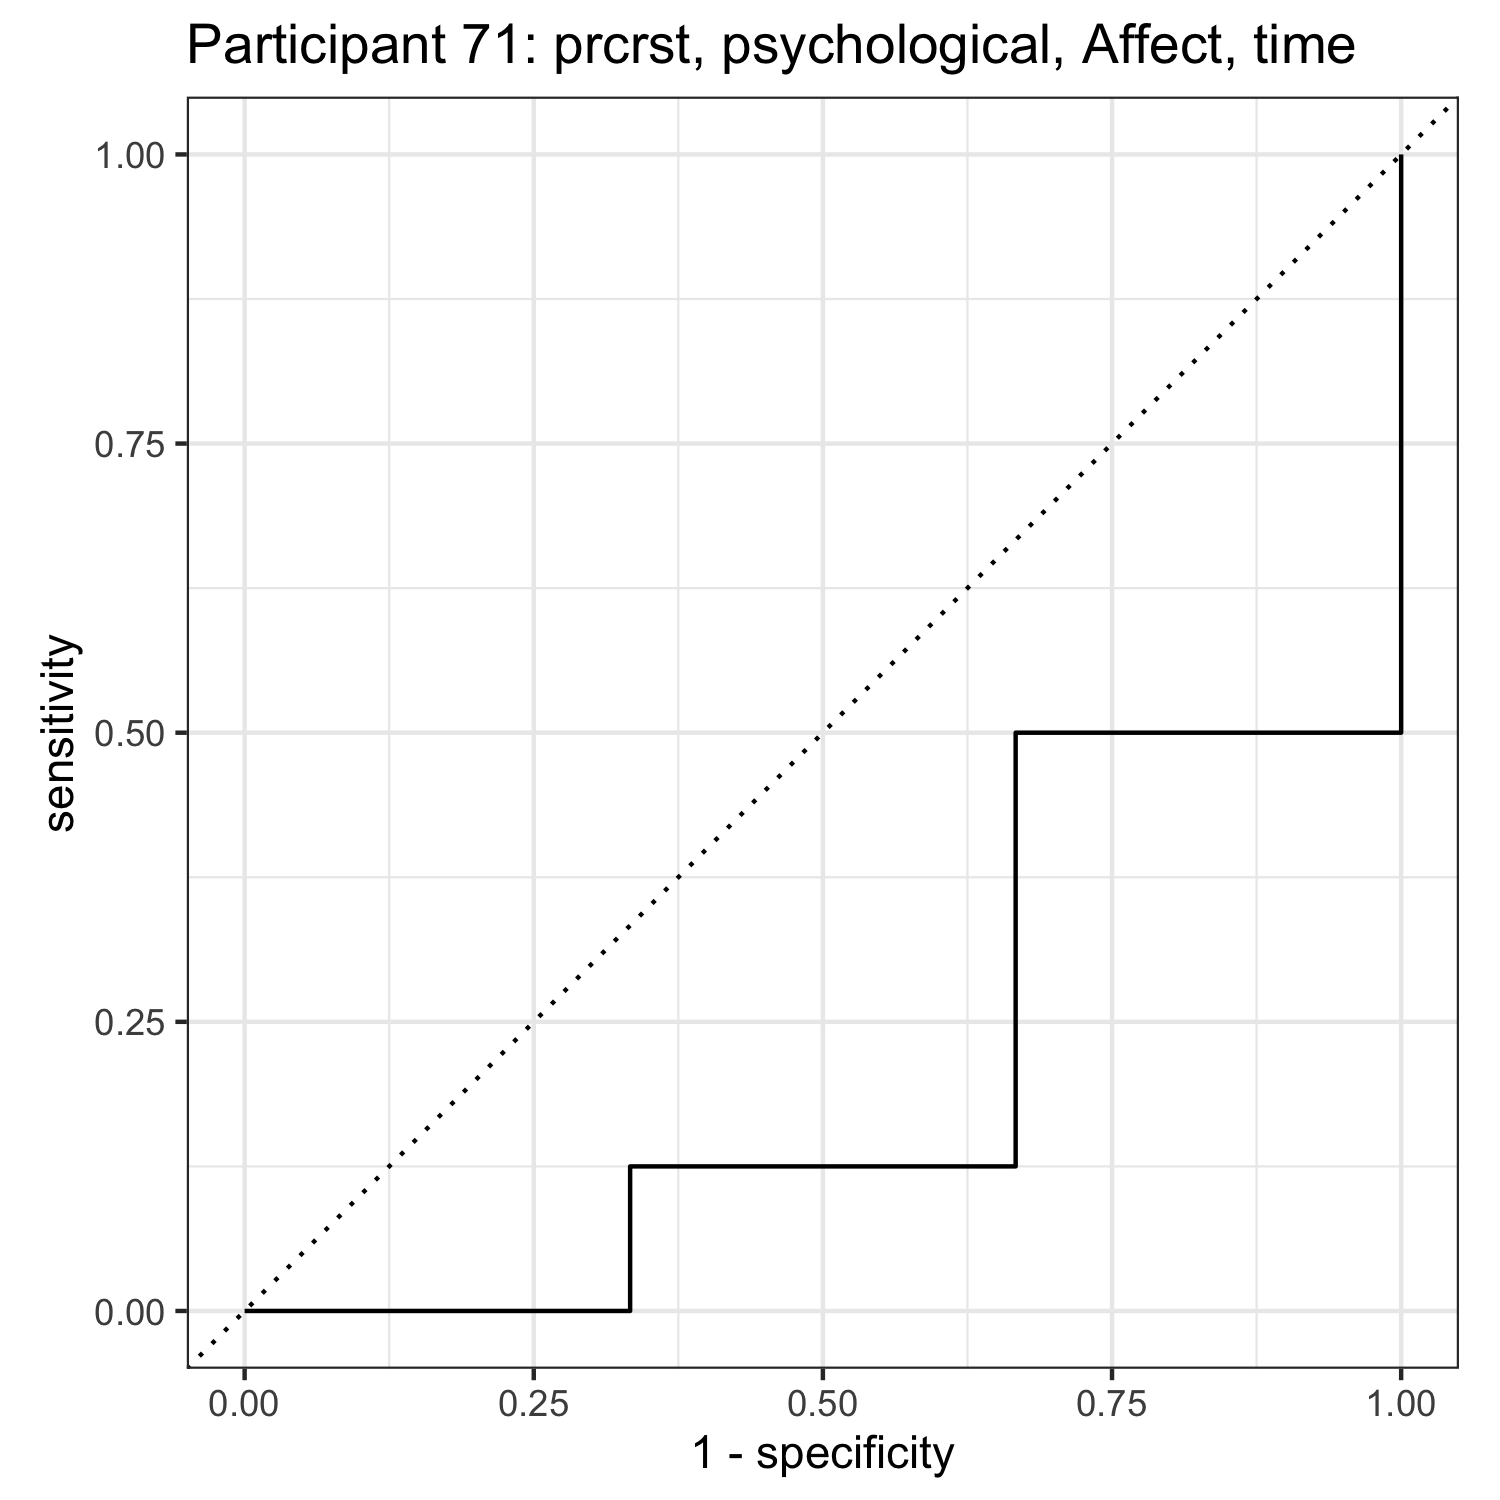 Participant 71: prcrst, psychological, Affect, time
1.00
0.75
0.50
0.25
0.00
sensitivity
0.00 0.25 0.50 0.75 1.00
1 - specificity